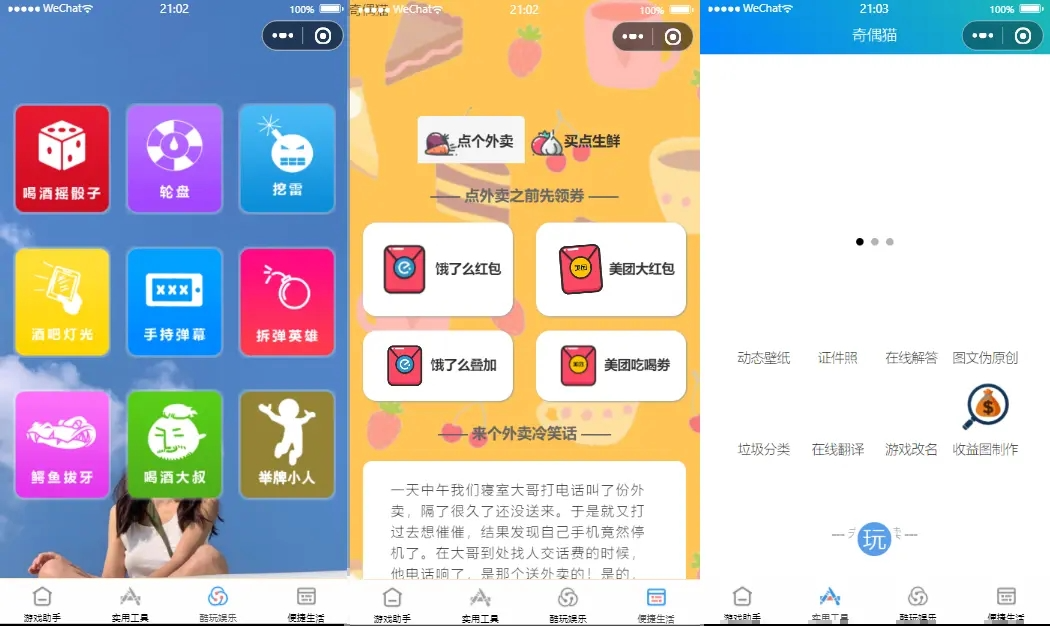 WeChat 21:02 100%
喝酒摇骰子
轮盘
挖雷
酒吧灯光
手持弹幕
拆弹英雄
鳄鱼拔牙
喝酒大叔
举牌小人
游戏助手
实用工具
酷玩娱乐
便捷生活
奇偶猫
WeChat 21:02 100%
点个外卖
买点生鲜
点外卖之前先领券
饿了么红包
美团大红包
饿了么叠加
美团吃喝券
来个外卖冷笑话
一天中午我们寝室大哥打电话叫了份外
卖，隔了很久了还没送来。于是就又打
过去想催催，结果发现自己手机竟然停
机了。在大哥到处找人交话费的时候，
他电话响了，是那个送外卖的！是的，
游戏助手
实用工具
酷玩娱乐
便捷生活
WeChat 21:03 100%
奇偶猫
动态壁纸
证件照
在线解答
图文伪原创
垃圾分类
在线翻译
游戏改名
收益图制作
玩
游戏助手
实用工具
酷玩娱乐
便捷生活